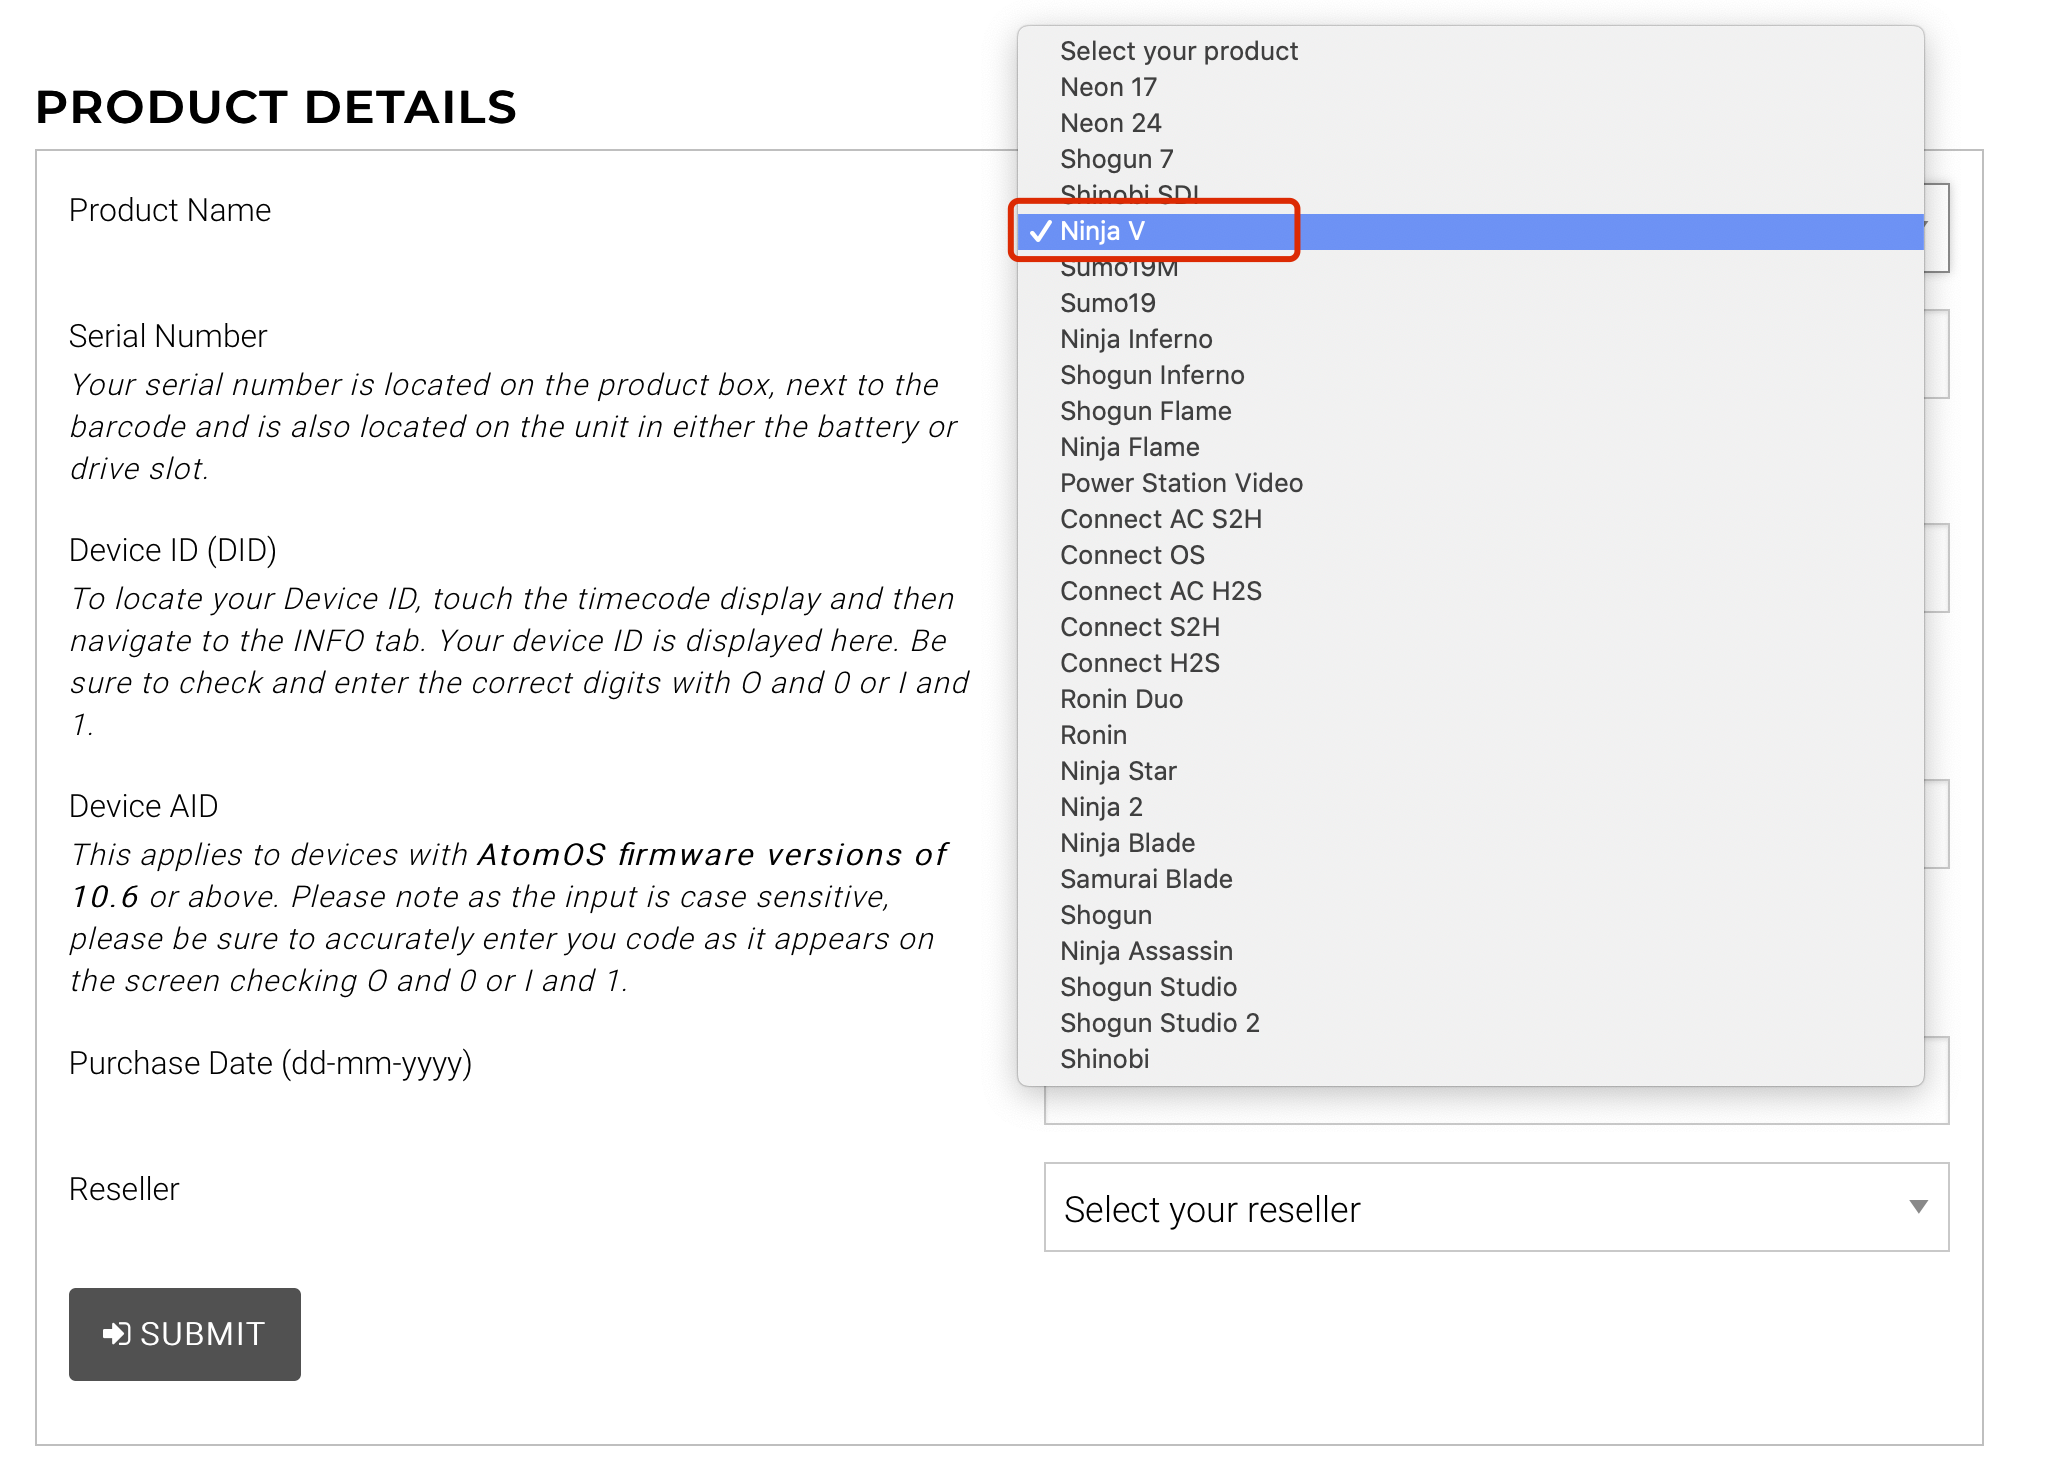 PRODUCT DETAILS
Product Name
Serial Number
Your serial number is located on the product box, next to the
barcode and is also located on the unit in either the battery or
drive slot.
Device ID (DID)
To locate your Device ID, touch the timecode display and then
navigate to the INFO tab. Your device ID is displayed here. Be
sure to check and enter the correct digits with O and 0 or I and
1.
Device AID
This applies to devices with AtomOS firmware versions of
10.6 or above. Please note as the input is case sensitive,
please be sure to accurately enter you code as it appears on
the screen checking O and 0 or I and 1.
Purchase Date (dd-mm-yyyy)
Reseller
SUBMIT
Select your product
Neon 17
Neon 24
Shogun 7
Shinobi SDI
✓ Ninja V
Sumo19M
Sumo19
Ninja Inferno
Shogun Inferno
Shogun Flame
Ninja Flame
Power Station Video
Connect AC S2H
Connect OS
Connect AC H2S
Connect S2H
Connect H2S
Ronin Duo
Ronin
Ninja Star
Ninja 2
Ninja Blade
Samurai Blade
Shogun
Ninja Assassin
Shogun Studio
Shogun Studio 2
Shinobi
Select your reseller